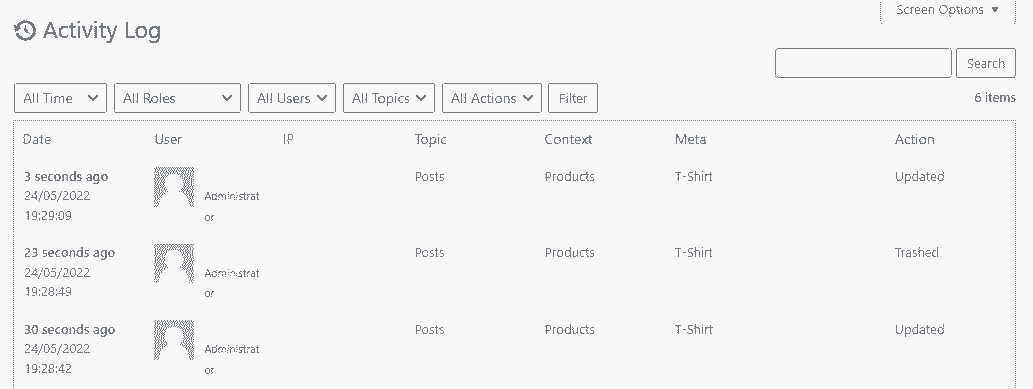 Screen Options
Activity Log
Search
All Time All Roles All Users All Topics All Actions Filter 6 items
Date User IP Topic Context Meta Action
3 seconds ago Posts Products T-Shirt Updated
24/05/2022 Administrat
19:29:09 or
23 seconds ago Posts Products T-Shirt Trashed
24/05/2022 Administrat
19:28:49 or
30 seconds ago Posts Products T-Shirt Updated
24/05/2022 Administrat
19:28:42 or